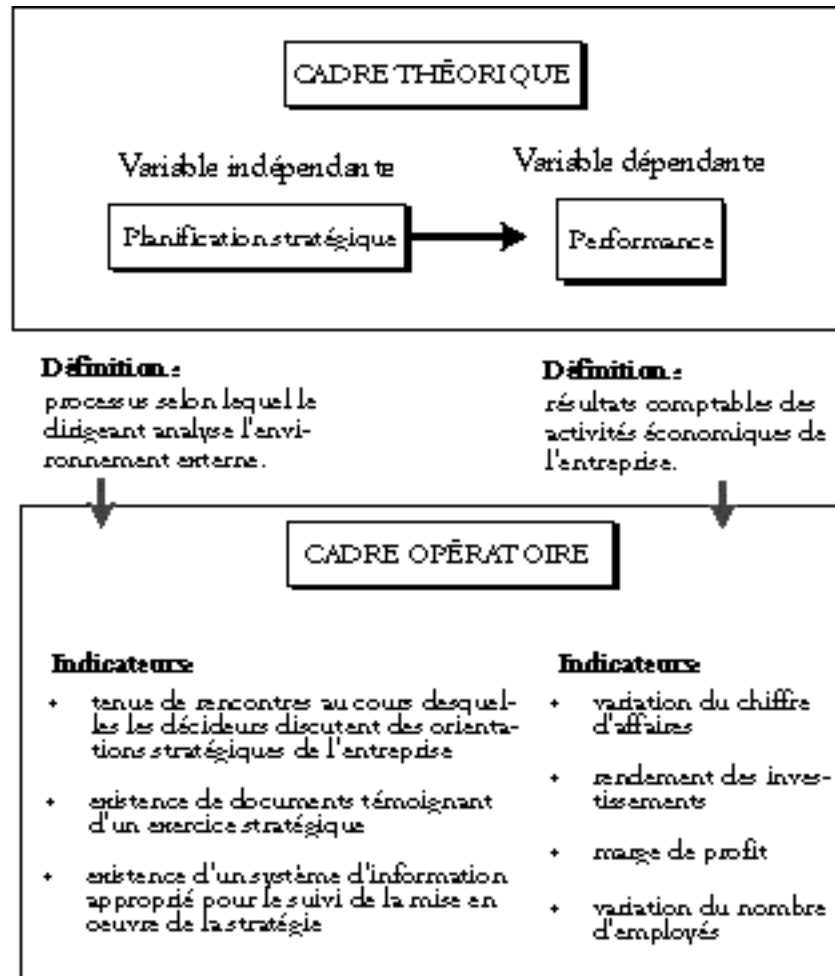 CADRE THÉORIQUE
Variable indépendante
Variable dépendante
Planification stratégique
Performance
Définition :
processus selon lequel le
dirigeant analyse l'envi-
ronnement externe.
Définition :
résultats comptables des
activités économiques de
l'entreprise.
CADRE OPÉRATOIRE
Indicateurs:
• tenue de rencontres au cours desquel-
les les décideurs discutent des orienta-
tions stratégiques de l'entreprise
• existence de documents témoignant
d'un exercice stratégique
• existence d'un système d'information
approprié pour le suivi de la mise en
oeuvre de la stratégie
Indicateurs:
• variation du chiffre
d'affaires
• rendement des inves-
tissements
• marge de profit
• variation du nombre
d'employés